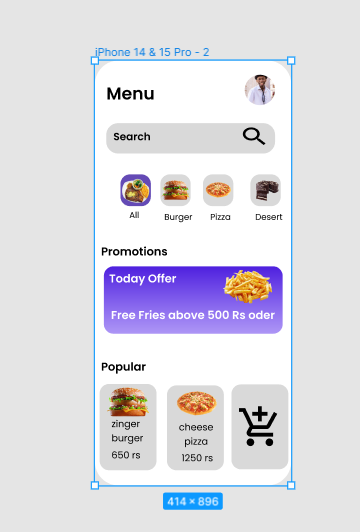 iPhone 14 & 15 Pro - 2
Menu
Search
All
Burger
Pizza
Desert
Promotions
Today Offer
Free Fries above 500 Rs oder
Popular
zinger
burger
650 rs
cheese
pizza
1250 rs
414 × 896